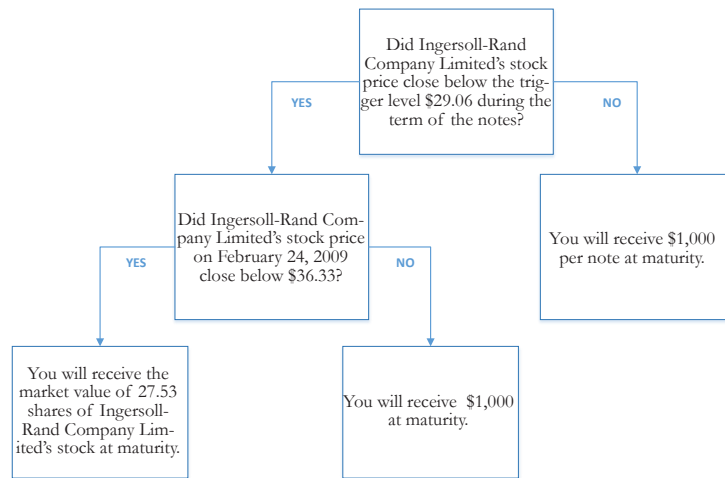 Did Ingersoll-Rand
Company Limited's stock
price close below the trig-
ger level $29.06 during the
term of the notes?
YES
NO
Did Ingersoll-Rand Com-
pany Limited's stock price
on February 24, 2009
close below $36.33?
You will receive $1,000
per note at maturity.
YES
NO
You will receive the
market value of 27.53
shares of Ingersoll-
Rand Company Lim-
ited's stock at maturity.
You will receive $1,000
at maturity.